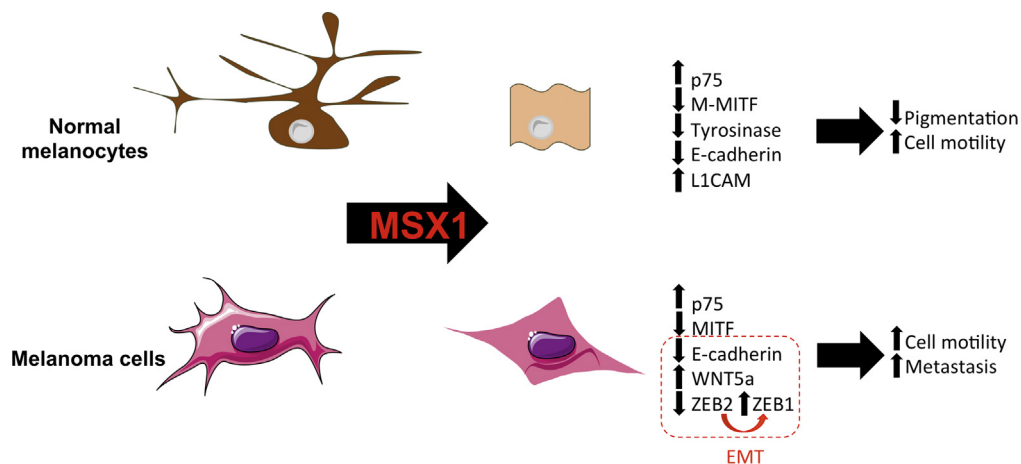 Normal
melanocytes
p75
M-MITF
Tyrosinase
E-cadherin
L1CAM
Pigmentation
Cell motility
MSX1
Melanoma cells
p75
MITF
E-cadherin
WNT5a
ZEB2 ZEB1
EMT
Cell motility
Metastasis